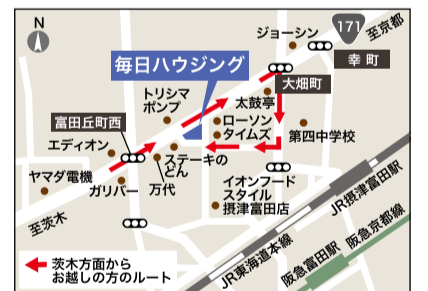 N
ジョーシン
171
至京都
幸 町
毎日ハウジング
大畑町
トリシマ
ポンプ
太鼓亭
富田丘町西
ローソン
タイムズ
第四中学校
エディオン
ステーキの
どん
ヤマダ電機
ガリバー
万代
イオンフード
スタイル
摂津富田店
JR摂津富田駅
至茨木
JR東海道本線
阪急富田駅
阪急京都線
茨木方面から
お越しの方のルート